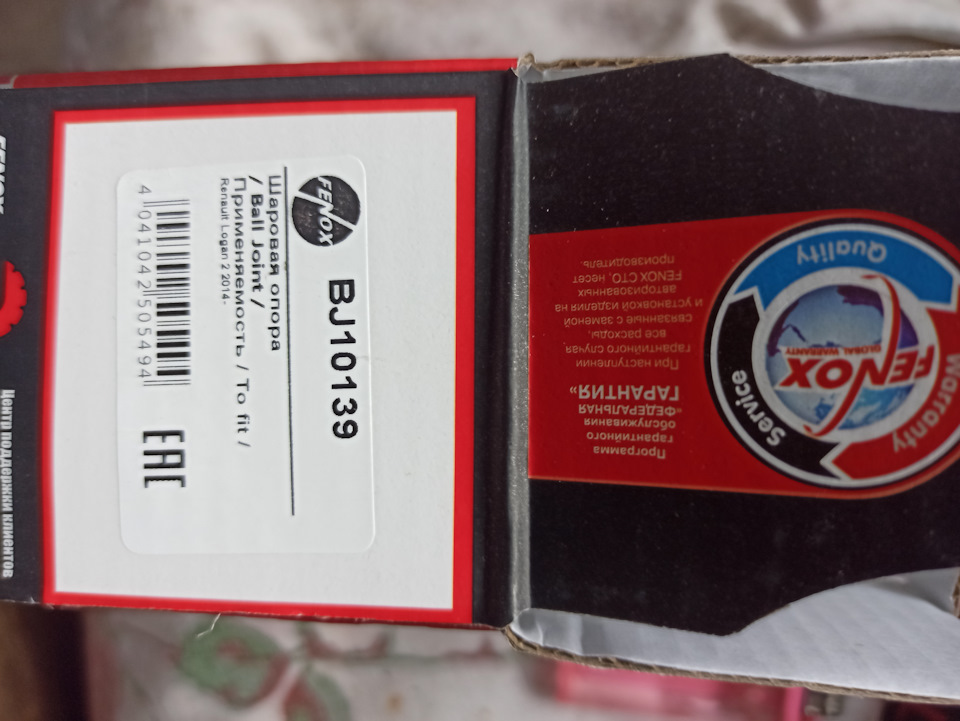 FENOX
BJ10139
Шаровая опора
/ Ball Joint /
Применяемость / To fit /
Renault Logan 2 2014-
4 041042 505494
EAC
FENOX
Центр поддержки клиентов
Quality
Warranty
Service
FENOX
GLOBAL WARRANTY
Программа
гарантийного
обслуживания
«ФЕДЕРАЛЬНАЯ
ГАРАНТИЯ»
При наступлении
гарантийного случая,
все расходы,
связанные с заменой
и установкой изделия на
авторизованных
FENOX СТО, несет
производитель.